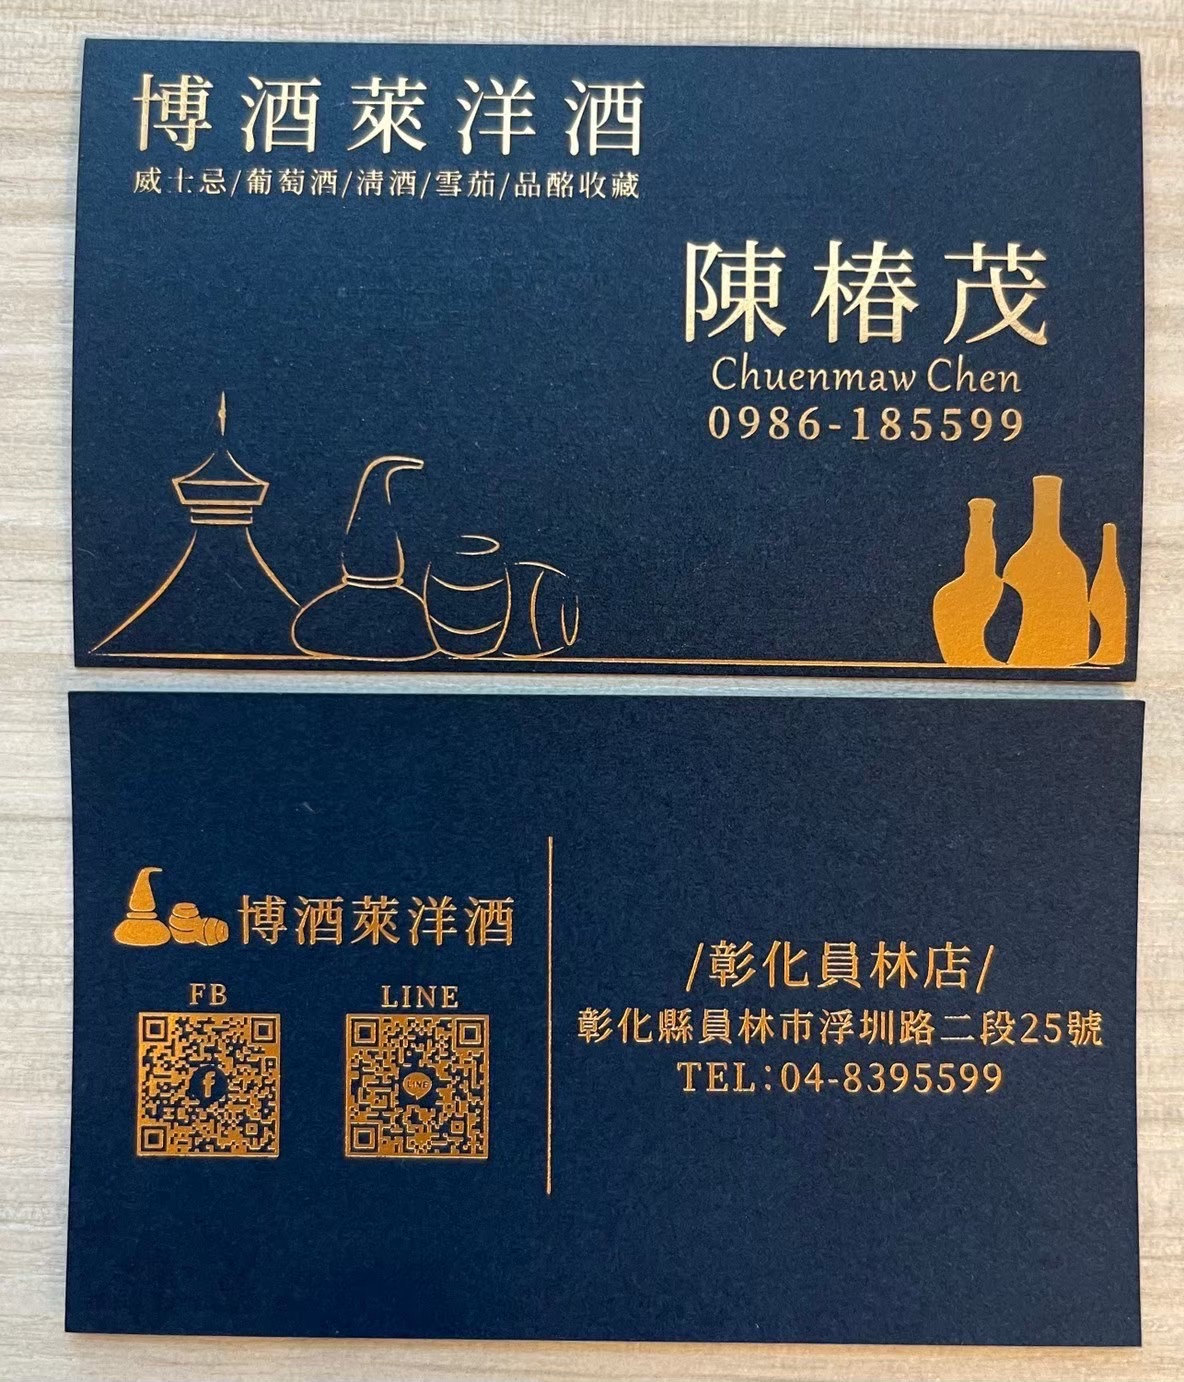 博酒萊洋酒
威士忌/葡萄酒/清酒/雪茄/品酩收藏
陳椿茂
Chuenmaw Chen
0986-185599
博酒萊洋酒
FB
LINE
LINE
/彰化員林店/
彰化縣員林市浮圳路二段25號
TEL:04-8395599